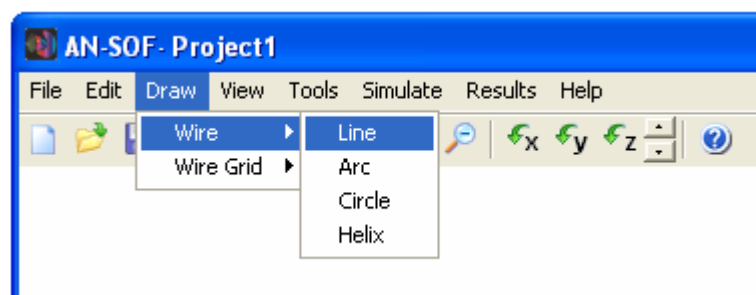 AN-SOF- Project1
File Edit Draw View Tools Simulate Results Help
Wire Line
x y z ?
Wire Grid Arc
Circle
Helix